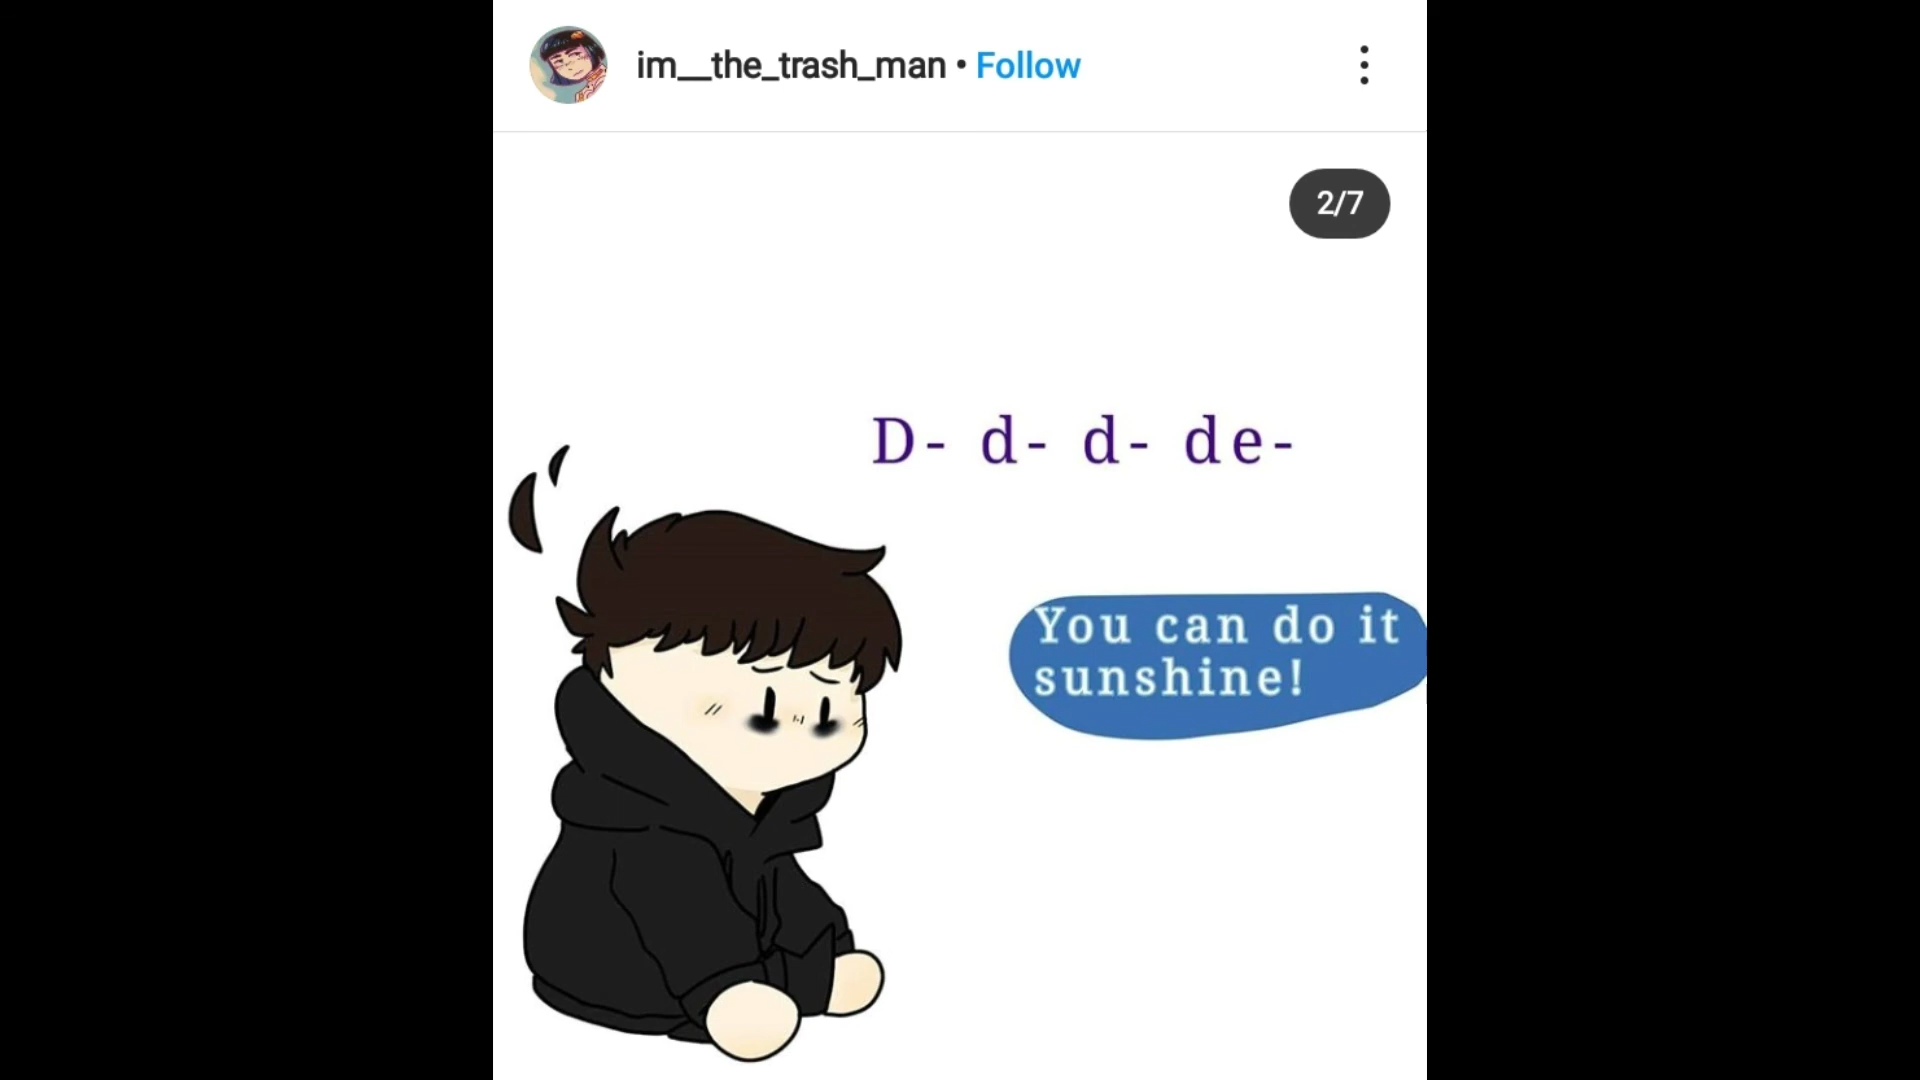 im__the_trash_man • Follow
2/7
D- d- d- de-
You can do it
sunshine!